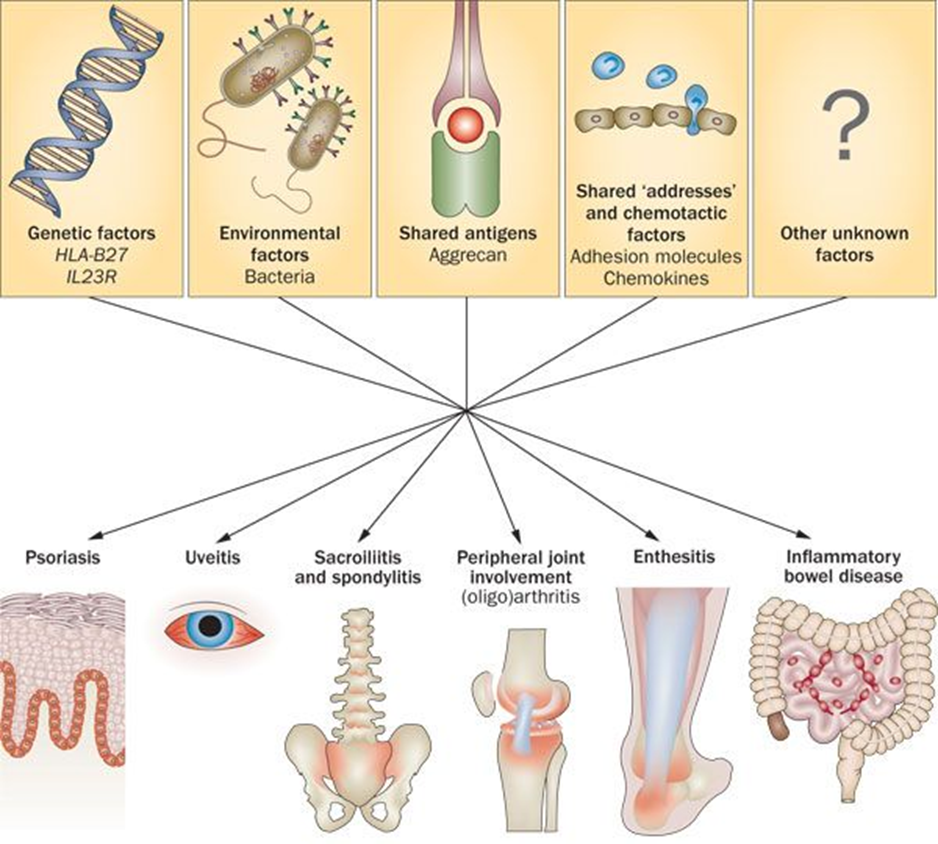 Genetic factors
HLA-B27
IL23R
Environmental
factors
Bacteria
Shared antigens
Aggrecan
Shared ‘addresses’
and chemotactic
factors
Adhesion molecules
Chemokines
?
Other unknown
factors
Psoriasis
Uveitis
Sacroiliitis
and spondylitis
Peripheral joint
involvement
(oligo)arthritis
Enthesitis
Inflammatory
bowel disease